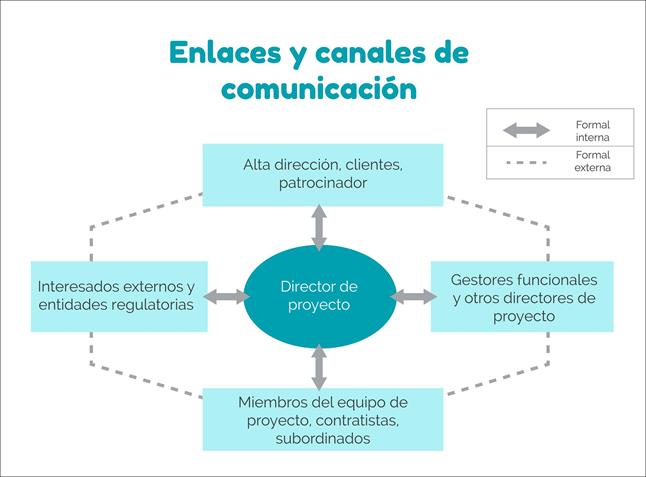 Enlaces y canales de
comunicación
Formal
interna
Formal
externa
Alta dirección, clientes,
patrocinador
Interesados externos y
entidades regulatorias
Director de
proyecto
Gestores funcionales
y otros directores de
proyecto
Miembros del equipo de
proyecto, contratistas,
subordinados